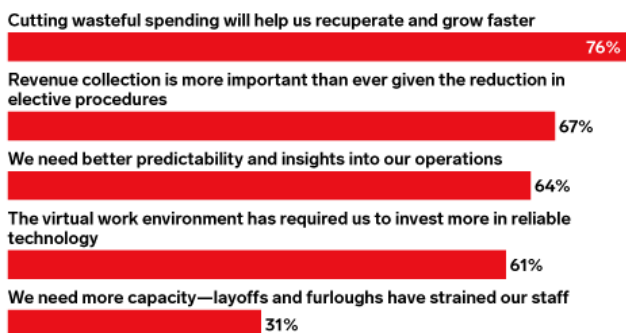 Cutting wasteful spending will help us recuperate and grow faster
76%
Revenue collection is more important than ever given the reduction in
elective procedures
67%
We need better predictability and insights into our operations
64%
The virtual work environment has required us to invest more in reliable
technology
61%
We need more capacity—layoffs and furloughs have strained our staff
31%